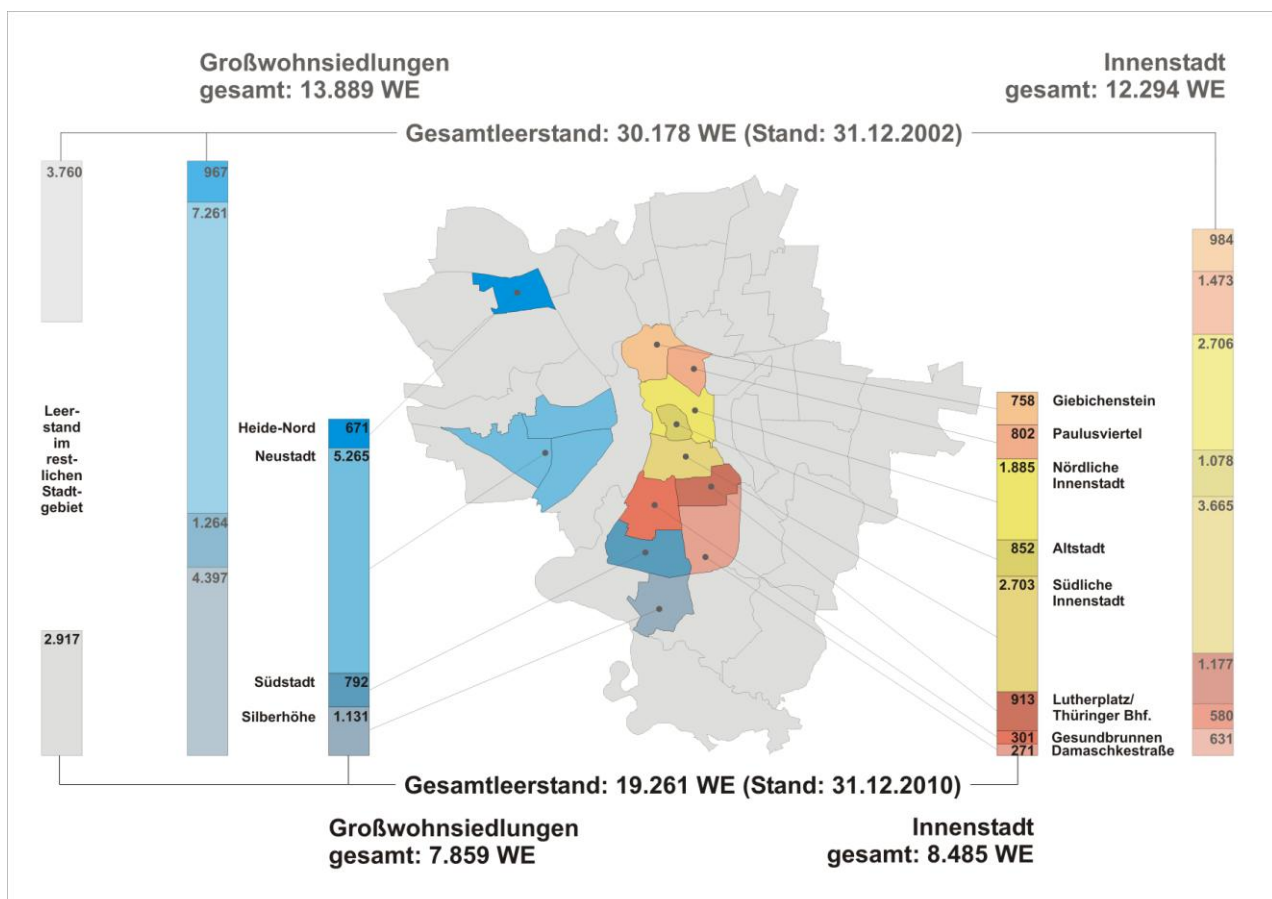 Großwohnsiedlungen
gesamt: 13.889 WE
Innenstadt
gesamt: 12.294 WE
Gesamtleerstand: 30.178 WE (Stand: 31.12.2002)
3.760
967
7.261
1.264
4.397
984
1.473
2.706
1.078
3.665
1.177
580
631
Leer-
stand
im
rest-
lichen
Stadt-
gebiet
2.917
Heide-Nord
671
Neustadt
5.265
Südstadt
792
Silberhöhe
1.131
758
Giebichenstein
802
Paulusviertel
1.885
Nördliche
Innenstadt
852
Altstadt
2.703
Südliche
Innenstadt
913
Lutherplatz/
Thüringer Bhf.
301
Gesundbrunnen
271
Damaschkestraße
Gesamtleerstand: 19.261 WE (Stand: 31.12.2010)
Großwohnsiedlungen
gesamt: 7.859 WE
Innenstadt
gesamt: 8.485 WE